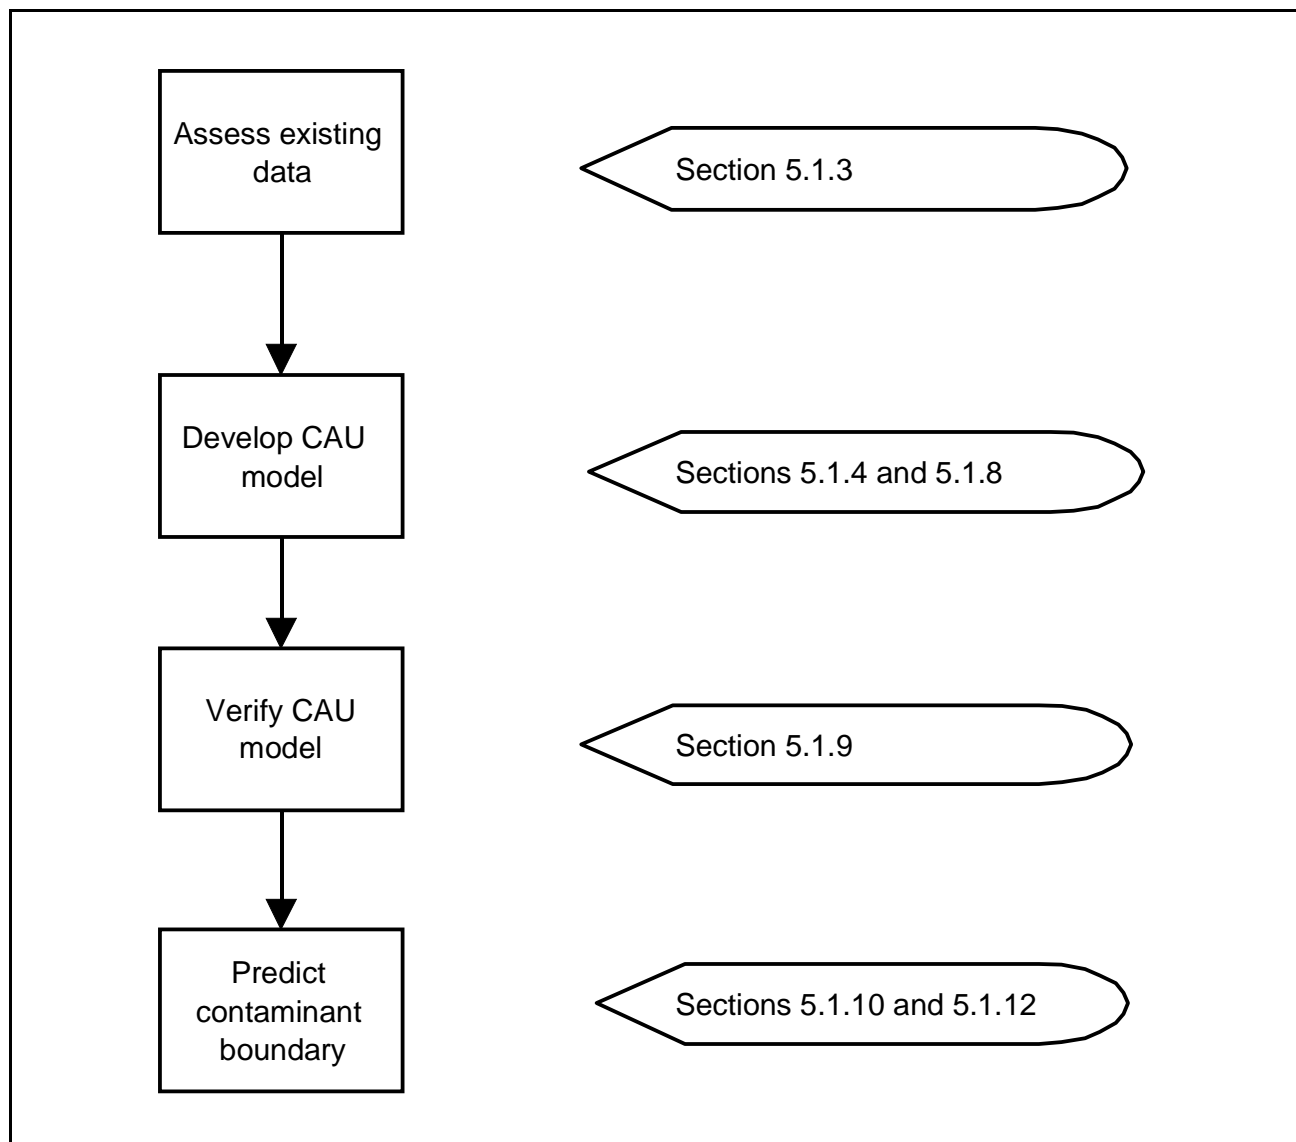 Assess existing
data
Section 5.1.3
Develop CAU
model
Sections 5.1.4 and 5.1.8
Verify CAU
model
Section 5.1.9
Predict
contaminant
boundary
Sections 5.1.10 and 5.1.12